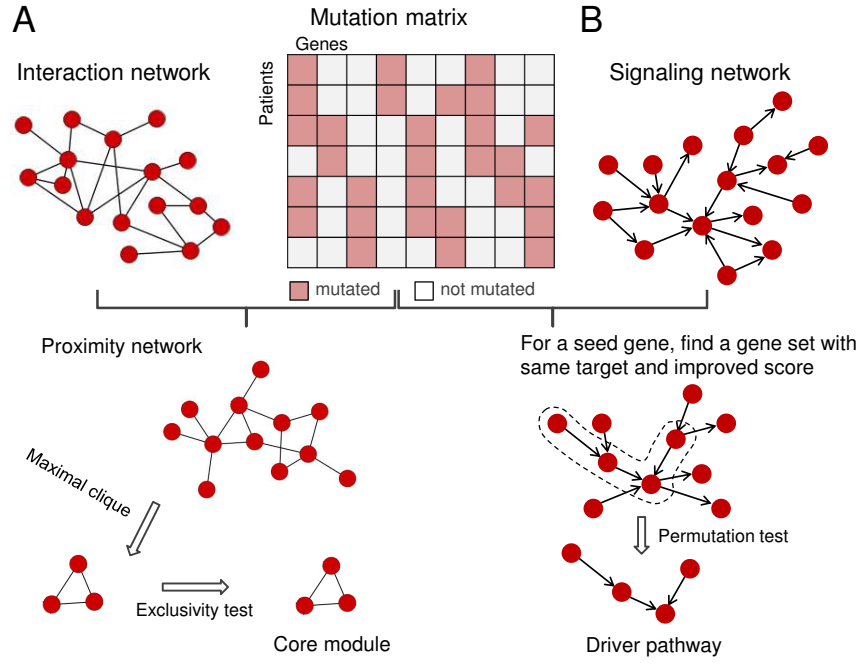 A
Mutation matrix
B
Genes
Patients
Interaction network
Signaling network
mutated
not mutated
Proximity network
For a seed gene, find a gene set with
same target and improved score
Maximal clique
Permutation test
Exclusivity test
Core module
Driver pathway